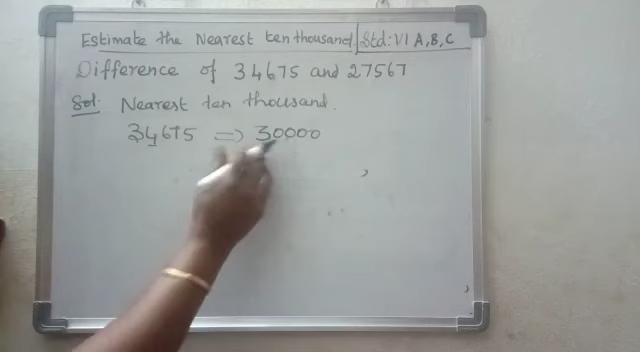 Estimate the Nearest ten thousand Std: VI A, B, C
Difference of 34675 and 27567
Sol. Nearest ten thousand.
34675 => 30000